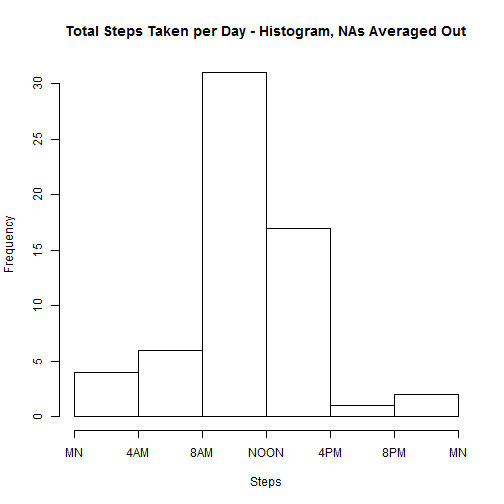 Total Steps Taken per Day - Histogram, NAs Averaged Out
Frequency
30
25
20
15
10
5
0
MN 4AM 8AM NOON 4PM 8PM MN
Steps